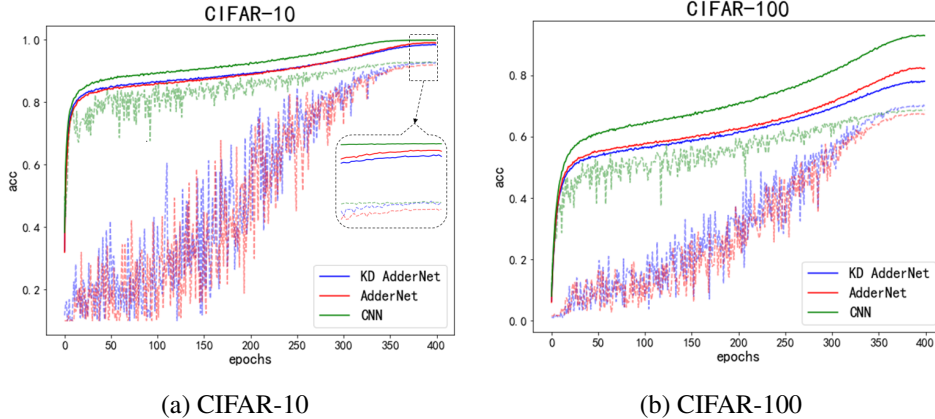 CIFAR-10
acc
1.0
0.8
0.6
0.4
0.2
0 50 100 150 200 250 300 350 400
epochs
KD AdderNet
AdderNet
CNN
(a) CIFAR-10
CIFAR-100
acc
0.8
0.6
0.4
0.2
0.0
0 50 100 150 200 250 300 350 400
epochs
KD AdderNet
AdderNet
CNN
(b) CIFAR-100